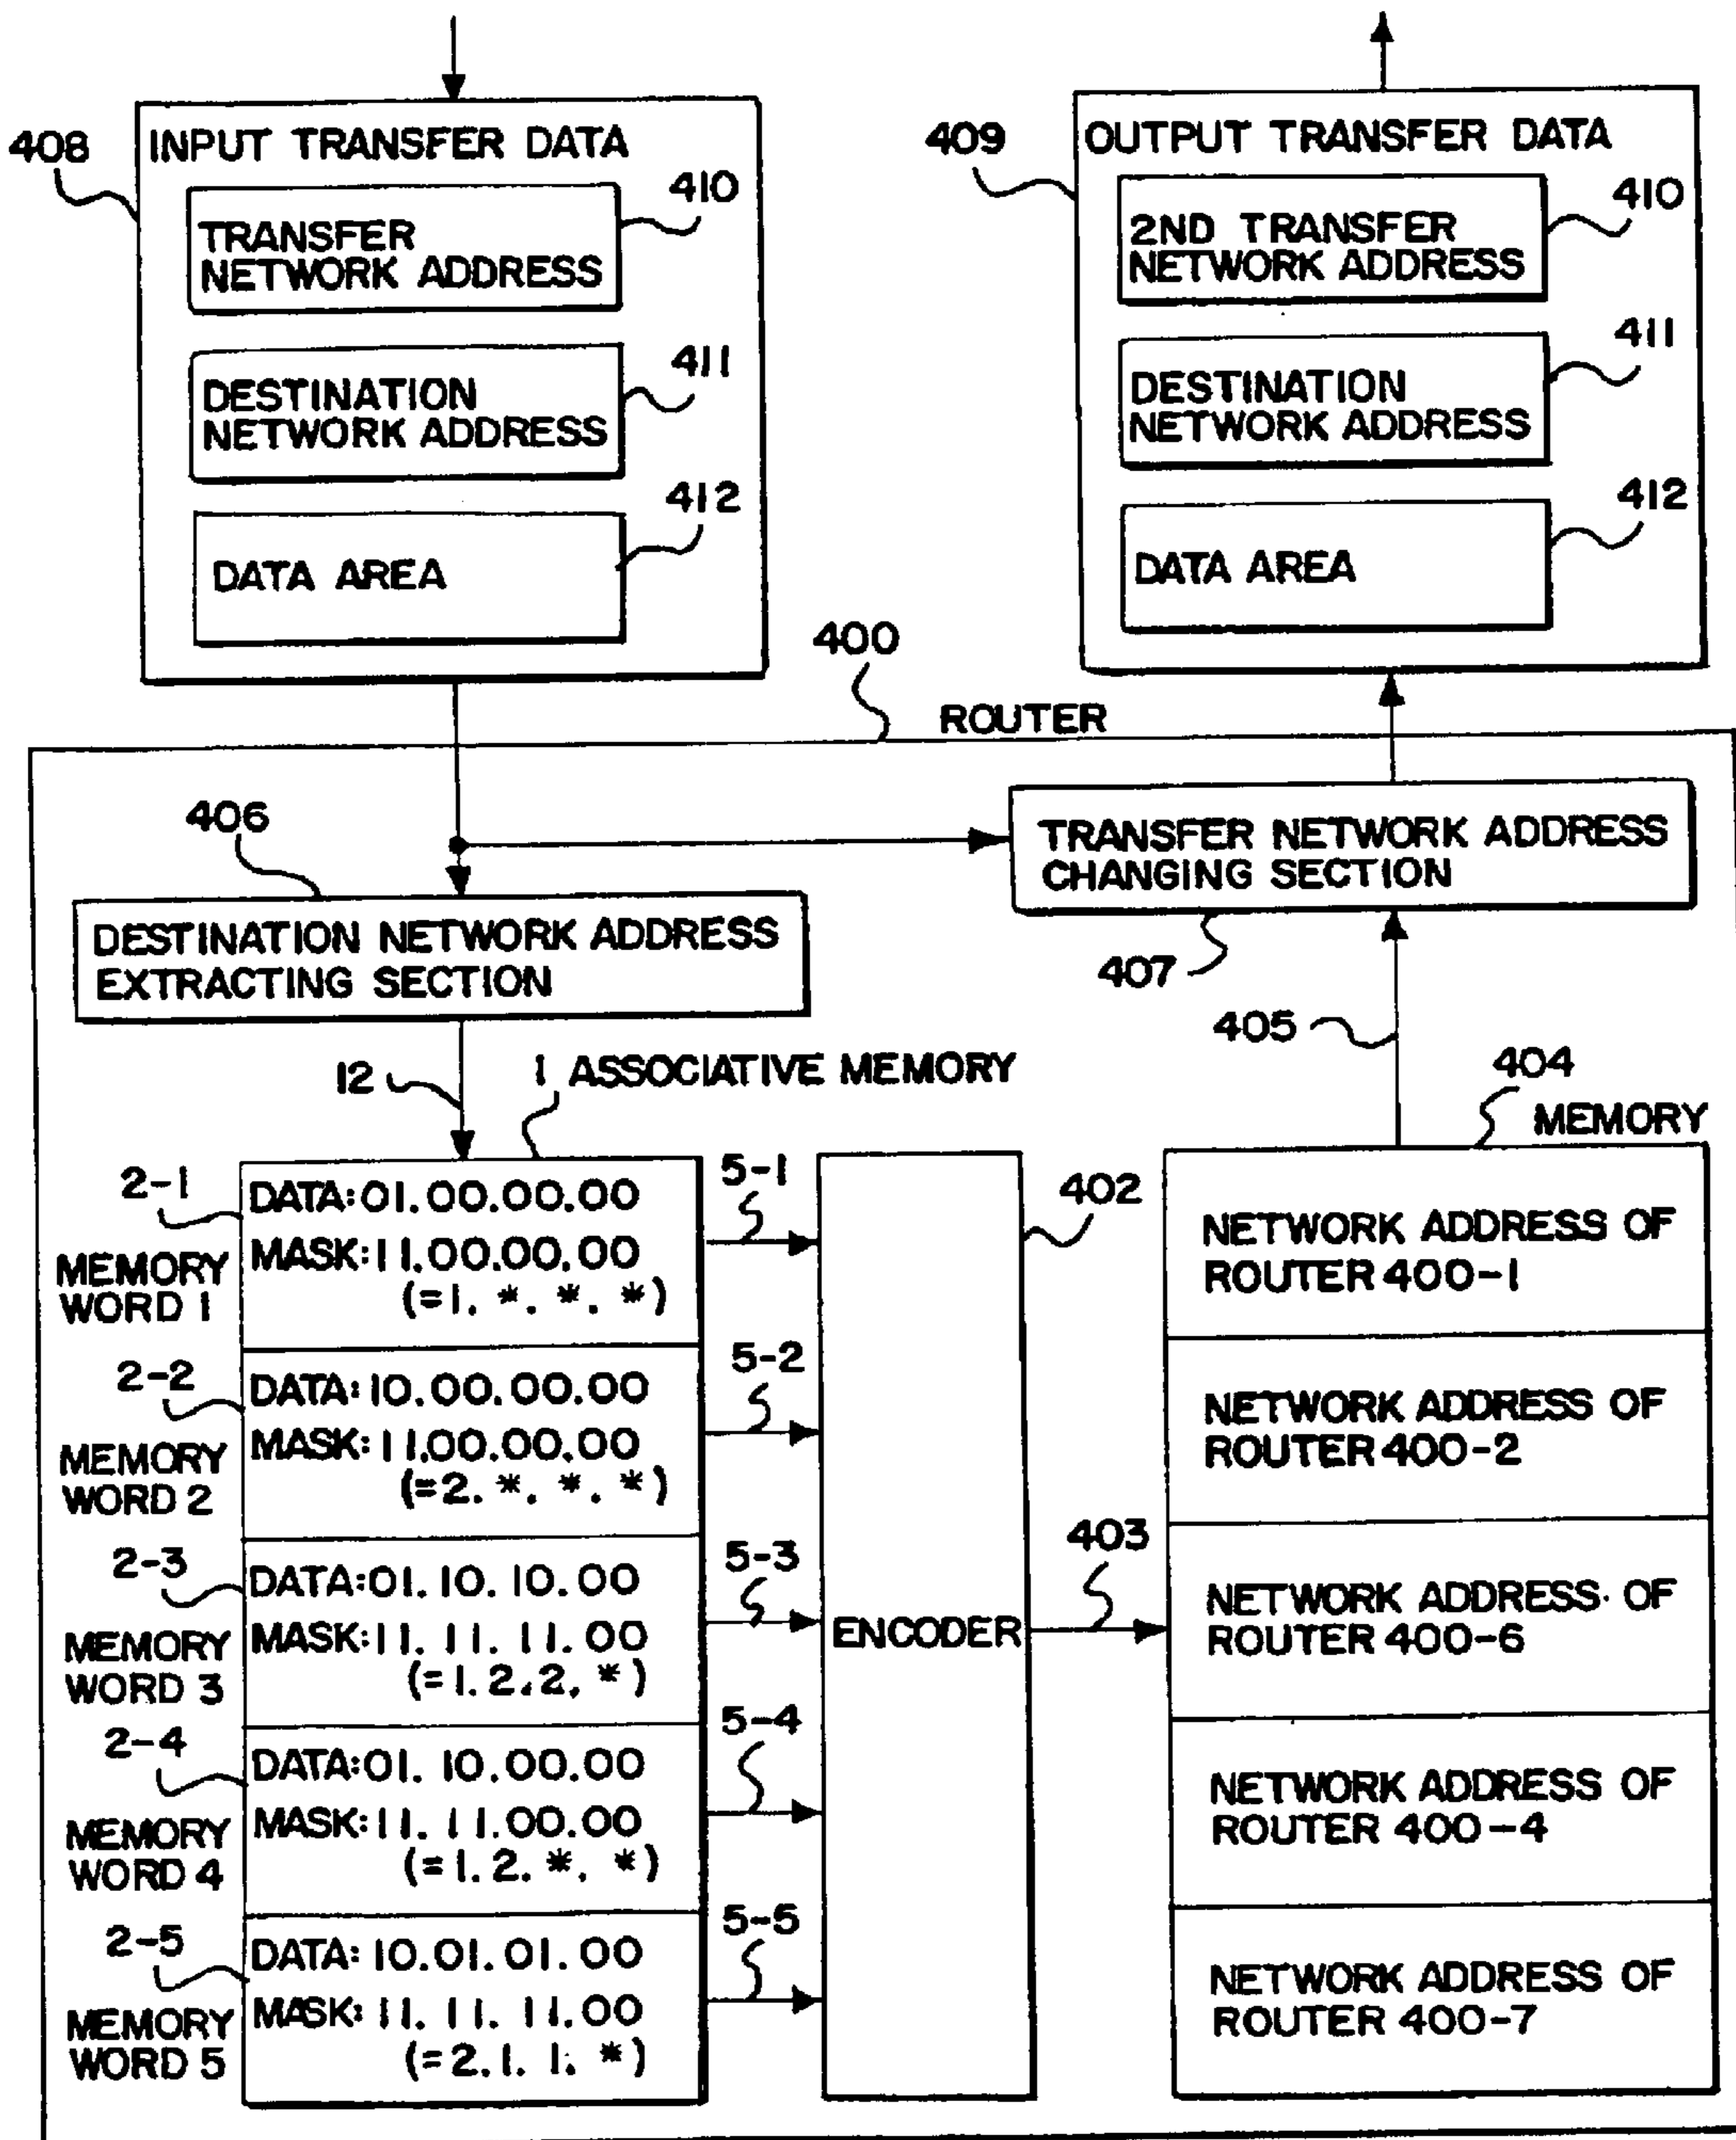 408
INPUT TRANSFER DATA
410
TRANSFER
NETWORK ADDRESS
411
DESTINATION
NETWORK ADDRESS
412
DATA AREA
409
OUTPUT TRANSFER DATA
410
2ND TRANSFER
NETWORK ADDRESS
411
DESTINATION
NETWORK ADDRESS
412
DATA AREA
400
ROUTER
406
DESTINATION NETWORK ADDRESS
EXTRACTING SECTION
TRANSFER NETWORK ADDRESS
CHANGING SECTION
407
405
12
1 ASSOCIATIVE MEMORY
404
MEMORY
2-1
MEMORY
WORD 1
DATA:01.00.00.00
MASK:11.00.00.00
(=1. *. *. *)
5-1
2-2
MEMORY
WORD 2
DATA:10.00.00.00
MASK:11.00.00.00
(=2. *. *. *)
5-2
2-3
MEMORY
WORD 3
DATA:01. 10. 10.00
MASK:11. 11. 11.00
(=1.2.2. *)
5-3
2-4
MEMORY
WORD 4
DATA:01. 10.00.00
MASK:11. 11.00.00
(=1. 2. *. *)
5-4
2-5
MEMORY
WORD 5
DATA: 10.01.01.00
MASK: 11. 11. 11.00
(=2. 1. 1. *)
5-5
402
ENCODER
403
NETWORK ADDRESS OF
ROUTER 400-1
NETWORK ADDRESS OF
ROUTER 400-2
NETWORK ADDRESS OF
ROUTER 400-6
NETWORK ADDRESS OF
ROUTER 400-4
NETWORK ADDRESS OF
ROUTER 400-7